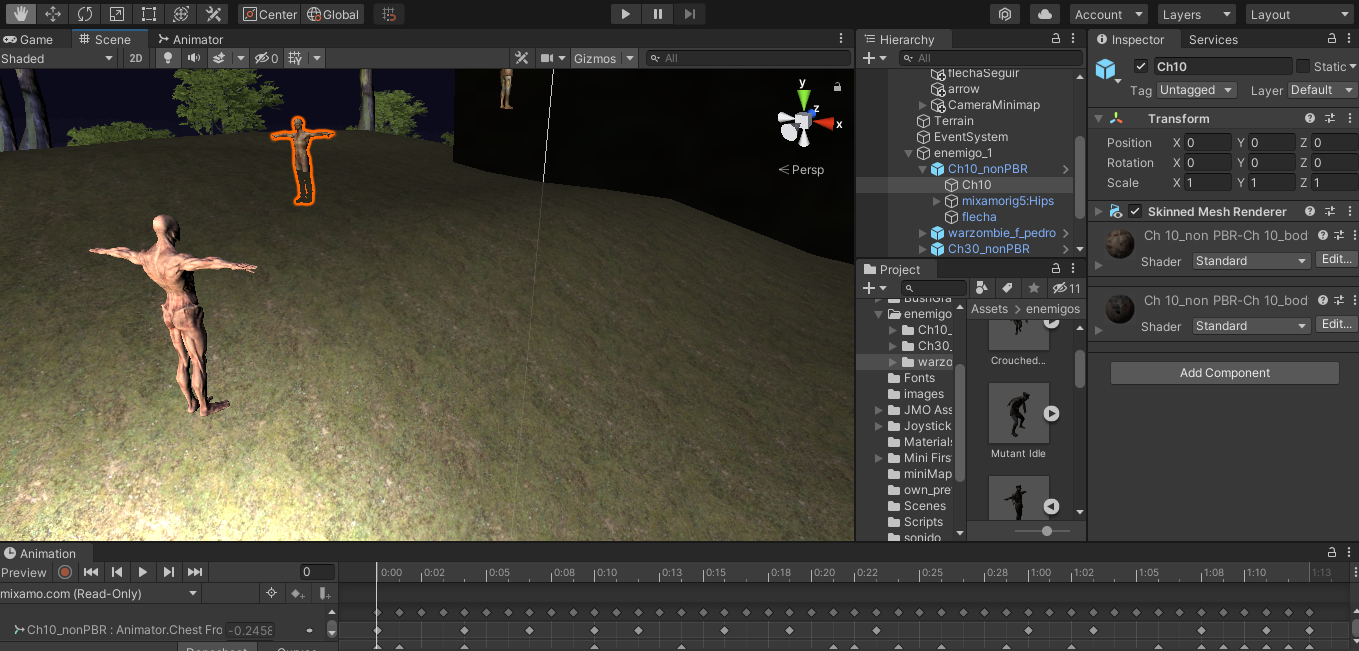 Center Global Account Layers Layout
Game Scene Animator
Shaded 2D 0 Gizmos All
y
z
x
Persp
Hierarchy
All
flechaSeguir
arrow
CameraMinimap
Terrain
EventSystem
enemigo_1
Ch10_nonPBR
Ch10
mixamorig5:Hips
flecha
warzombie_f_pedro
Ch30_nonPBR
Project
11
BushGra
enemigo
Ch10_
Ch30_
warzo
Fonts
images
JMO Ass
Joystick
Materials
Mini Firs
miniMap
own_pre
Scenes
Scripts
sonido
Assets > enemigos
Crouched...
Mutant Idle
Inspector Services
Ch10 Static
Tag Untagged Layer Default
Transform
Position X 0 Y 0 Z 0
Rotation X 0 Y 0 Z 0
Scale X 1 Y 1 Z 1
Skinned Mesh Renderer
Ch 10_non PBR-Ch 10_bod
Shader Standard Edit...
Ch 10_non PBR-Ch 10_bod
Shader Standard Edit...
Add Component
Animation
Preview 0 0:00 0:02 0:05 0:08 0:10 0:13 0:15 0:18 0:20 0:22 0:25 0:28 1:00 1:02 1:05 1:08 1:10 1:13
mixamo.com (Read-Only)
Ch10_nonPBR : Animator.Chest Fro -0.2458
Dopesheet Curves